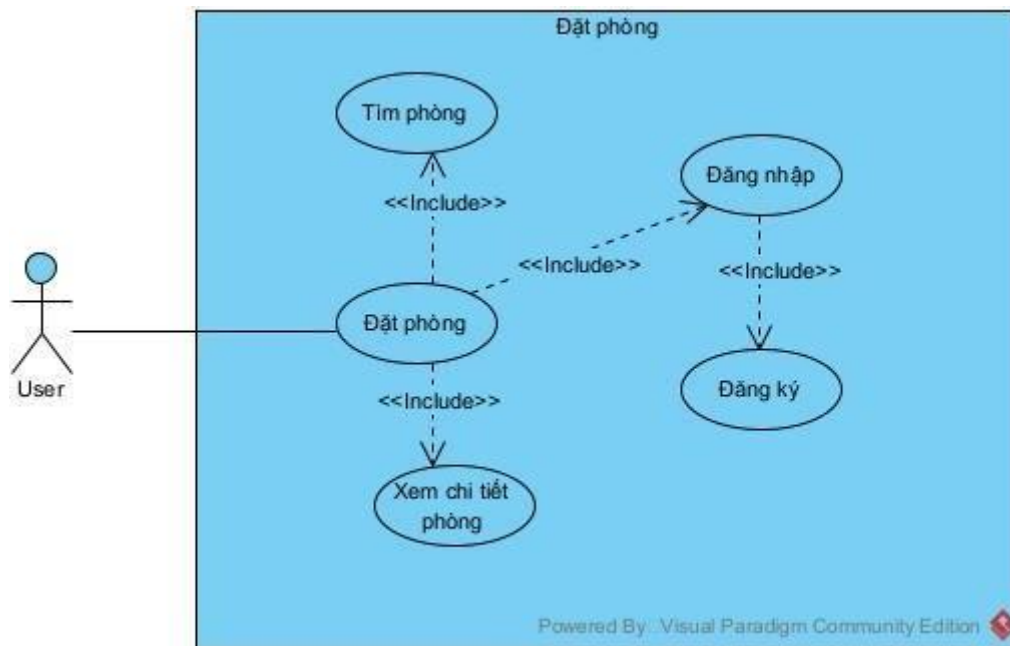 Đặt phòng
Tìm phòng
Đăng nhập
<<Include>>
<<Include>>
<<Include>>
Đặt phòng
User
Đăng ký
<<Include>>
Xem chi tiết
phòng
Powered By: Visual Paradigm Community Edition